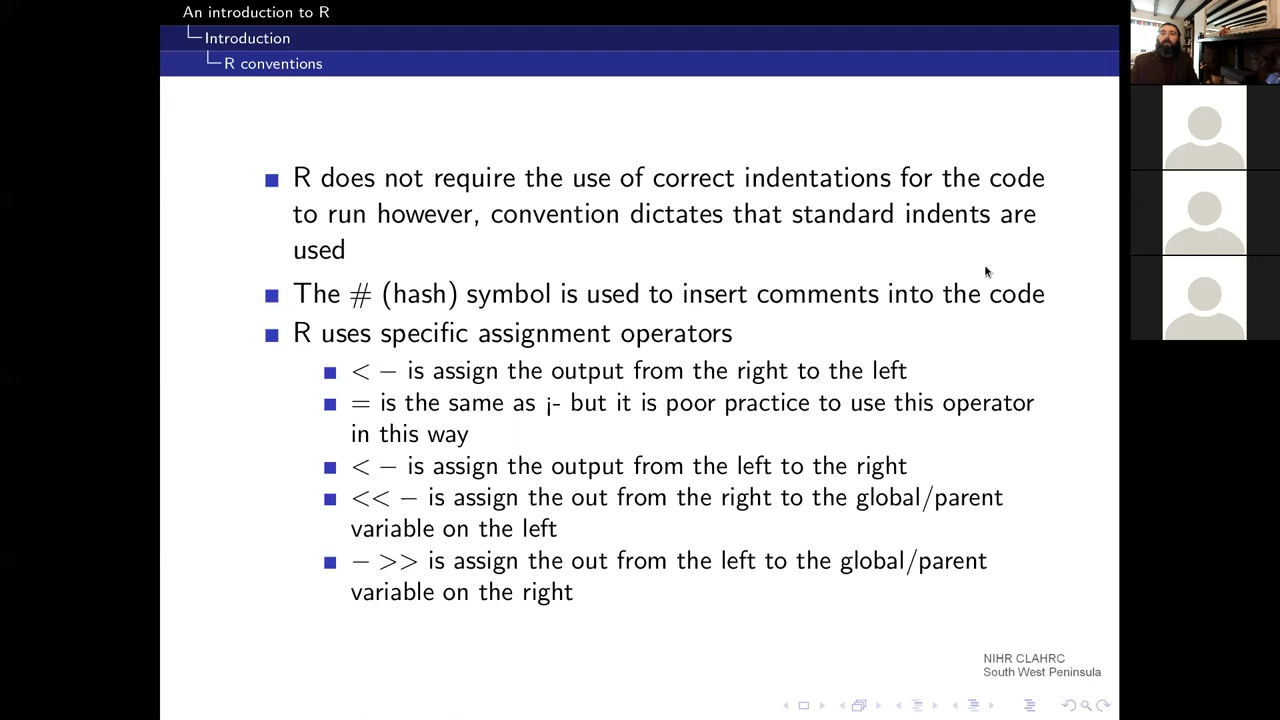 An introduction to R
Introduction
R conventions
R does not require the use of correct indentations for the code
to run however, convention dictates that standard indents are
used
The # (hash) symbol is used to insert comments into the code
R uses specific assignment operators
< − is assign the output from the right to the left
= is the same as ¡- but it is poor practice to use this operator
in this way
< − is assign the output from the left to the right
<< − is assign the out from the right to the global/parent
variable on the left
− >> is assign the out from the left to the global/parent
variable on the right
NIHR CLAHRC
South West Peninsula